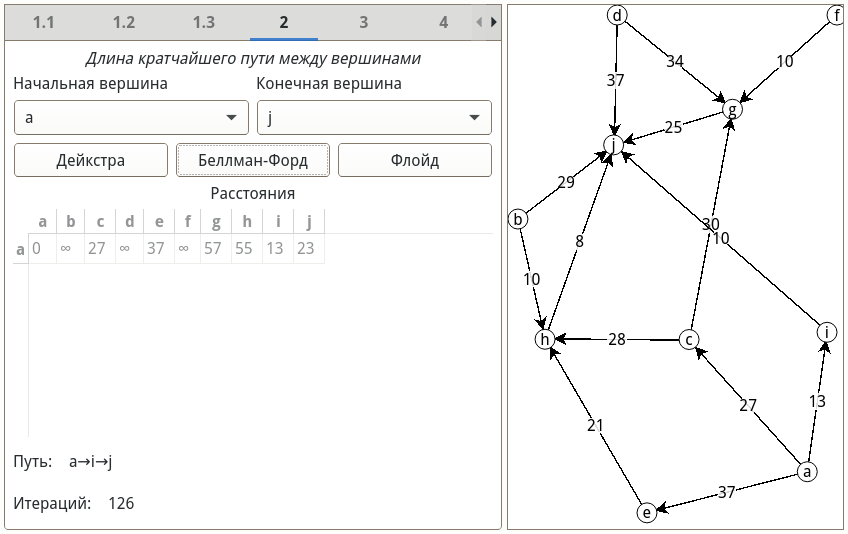 1.1 1.2 1.3 2 3 4
Длина кратчайшего пути между вершинами
Начальная вершина Конечная вершина
a j
Дейкстра Беллман-Форд Флойд
Расстояния
a b c d e f g h i j
a 0 ∞ 27 ∞ 37 ∞ 57 55 13 23
Путь: a→i→j
Итераций: 126
d f
34 10
37
g
25
j
29
b
30
10
8
10
h 28 c i
13
27
21
a
37
e